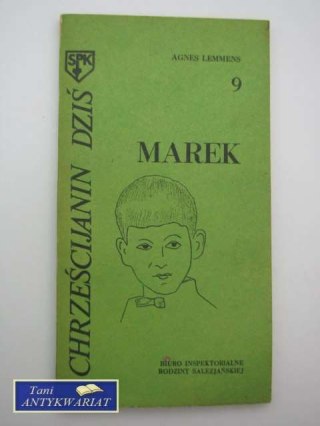 SPK
CHRZEŚCIJANIN DZIŚ
AGNES LEMMENS
9
MAREK
BIURO INSPEKTORIALNE
RODZINY SALEZJAŃSKIEJ
Tani
ANTYKWARIAT